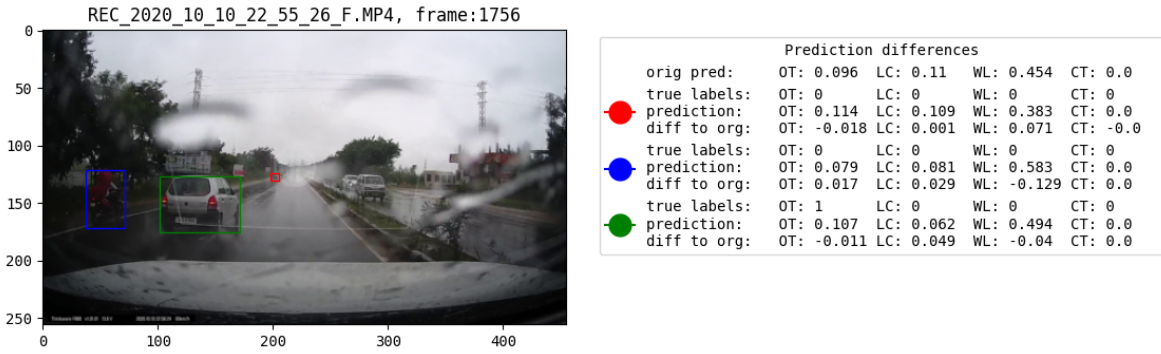 REC_2020_10_10_22_55_26_F.MP4, frame:1756
0
50
100
150
200
250
0
100
200
300
400
Prediction differences
orig pred: OT: 0.096 LC: 0.11 WL: 0.454 CT: 0.0
true labels: OT: 0 LC: 0 WL: 0 CT: 0
prediction: OT: 0.114 LC: 0.109 WL: 0.383 CT: 0.0
diff to org: OT: -0.018 LC: 0.001 WL: 0.071 CT: -0.0
true labels: OT: 0 LC: 0 WL: 0 CT: 0
prediction: OT: 0.079 LC: 0.081 WL: 0.583 CT: 0.0
diff to org: OT: 0.017 LC: 0.029 WL: -0.129 CT: 0.0
true labels: OT: 1 LC: 0 WL: 0 CT: 0
prediction: OT: 0.107 LC: 0.062 WL: 0.494 CT: 0.0
diff to org: OT: -0.011 LC: 0.049 WL: -0.04 CT: 0.0